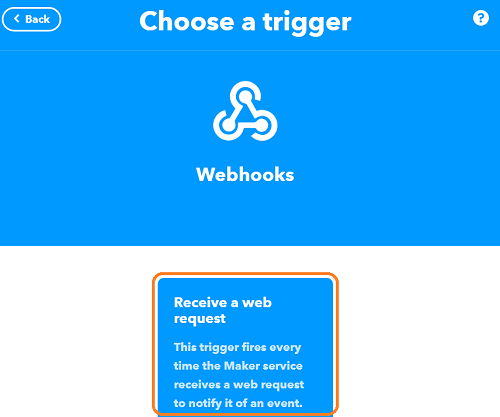 Back
Choose a trigger
?
Webhooks
Receive a web
request
This trigger fires every
time the Maker service
receives a web request
to notify it of an event.